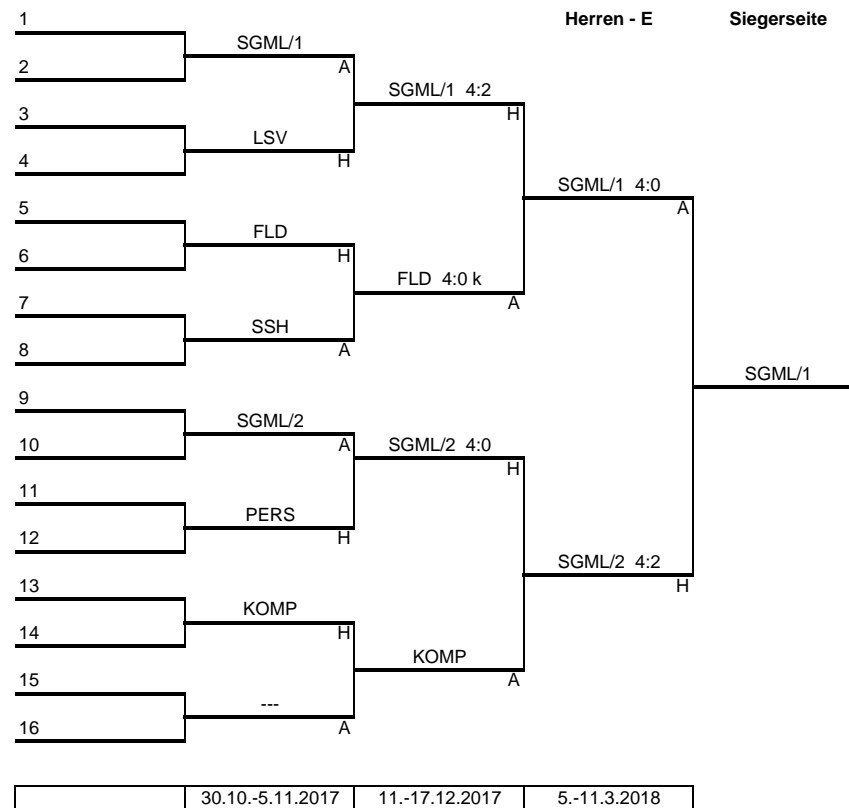 Herren - E Siegerseite
1
SGML/1
2 A
SGML/1 4:2
H
3
LSV
4 H
SGML/1 4:0
A
5
FLD
6 H
FLD 4:0 k
A
7
SSH
8 A
SGML/1
9
SGML/2
10 A
SGML/2 4:0
H
11
PERS
12 H
SGML/2 4:2
H
13
KOMP
14 H
KOMP
A
15
---
16 A
30.10.-5.11.2017 11.-17.12.2017 5.-11.3.2018